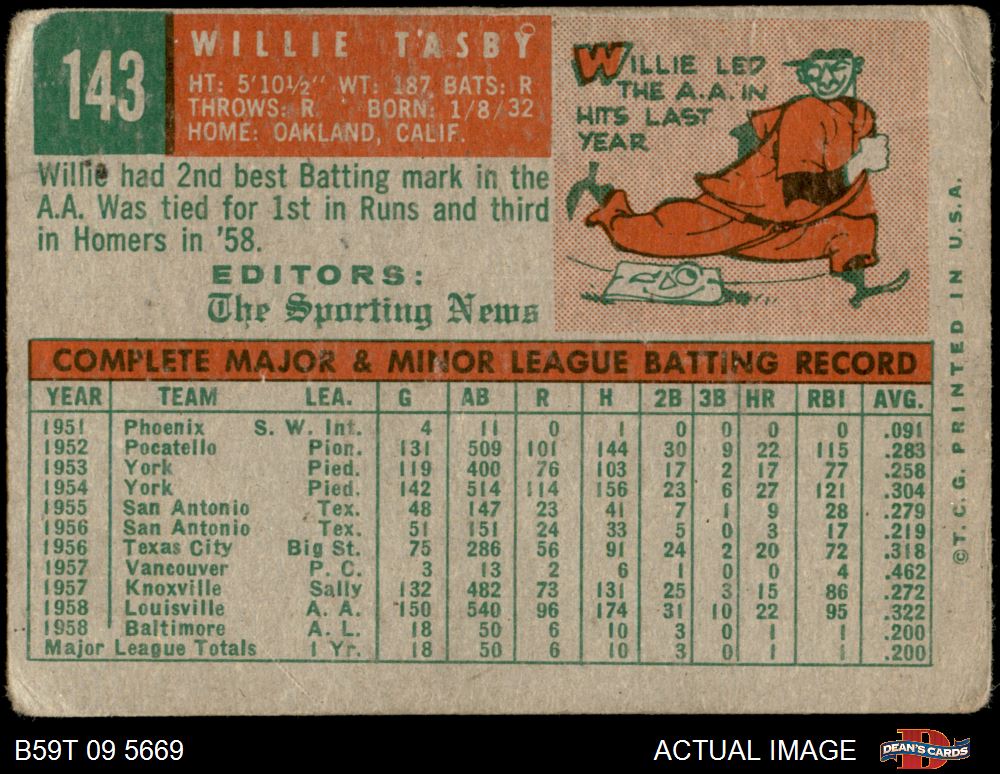 143
WILLIE TASBY
HT: 5'10½" WT: 187 BATS: R
THROWS: R BORN: 1/8/32
HOME: OAKLAND, CALIF.
WILLIE LED
THE A.A. IN
HITS LAST
YEAR
Willie had 2nd best Batting mark in the
A.A. Was tied for 1st in Runs and third
in Homers in '58.
EDITORS:
The Sporting News
COMPLETE MAJOR & MINOR LEAGUE BATTING RECORD
YEAR TEAM LEA. G AB R H 2B 3B HR RBI AVG.
1951 Phoenix S. W. Int. 4 11 0 1 0 0 0 0 .091
1952 Pocatello Pion. 131 509 101 144 30 9 22 115 .283
1953 York Pied. 119 400 76 103 17 2 17 77 .258
1954 York Pied. 142 514 114 156 23 6 27 121 .304
1955 San Antonio Tex. 48 147 23 41 7 1 9 28 .279
1956 San Antonio Tex. 51 151 24 33 5 0 3 17 .219
1956 Texas City Big St. 75 286 56 91 24 2 20 72 .318
1957 Vancouver P. C. 3 13 2 6 1 0 0 4 .462
1957 Knoxville Sally 132 482 73 131 25 3 15 86 .272
1958 Louisville A. A. 150 540 96 174 31 10 22 95 .322
1958 Baltimore A. L. 18 50 6 10 3 0 1 1 .200
Major League Totals 1 Yr. 18 50 6 10 3 0 1 1 .200
©T. C. G. PRINTED IN U.S.A.
B59T 09 5669
ACTUAL IMAGE
DEAN'S CARDS